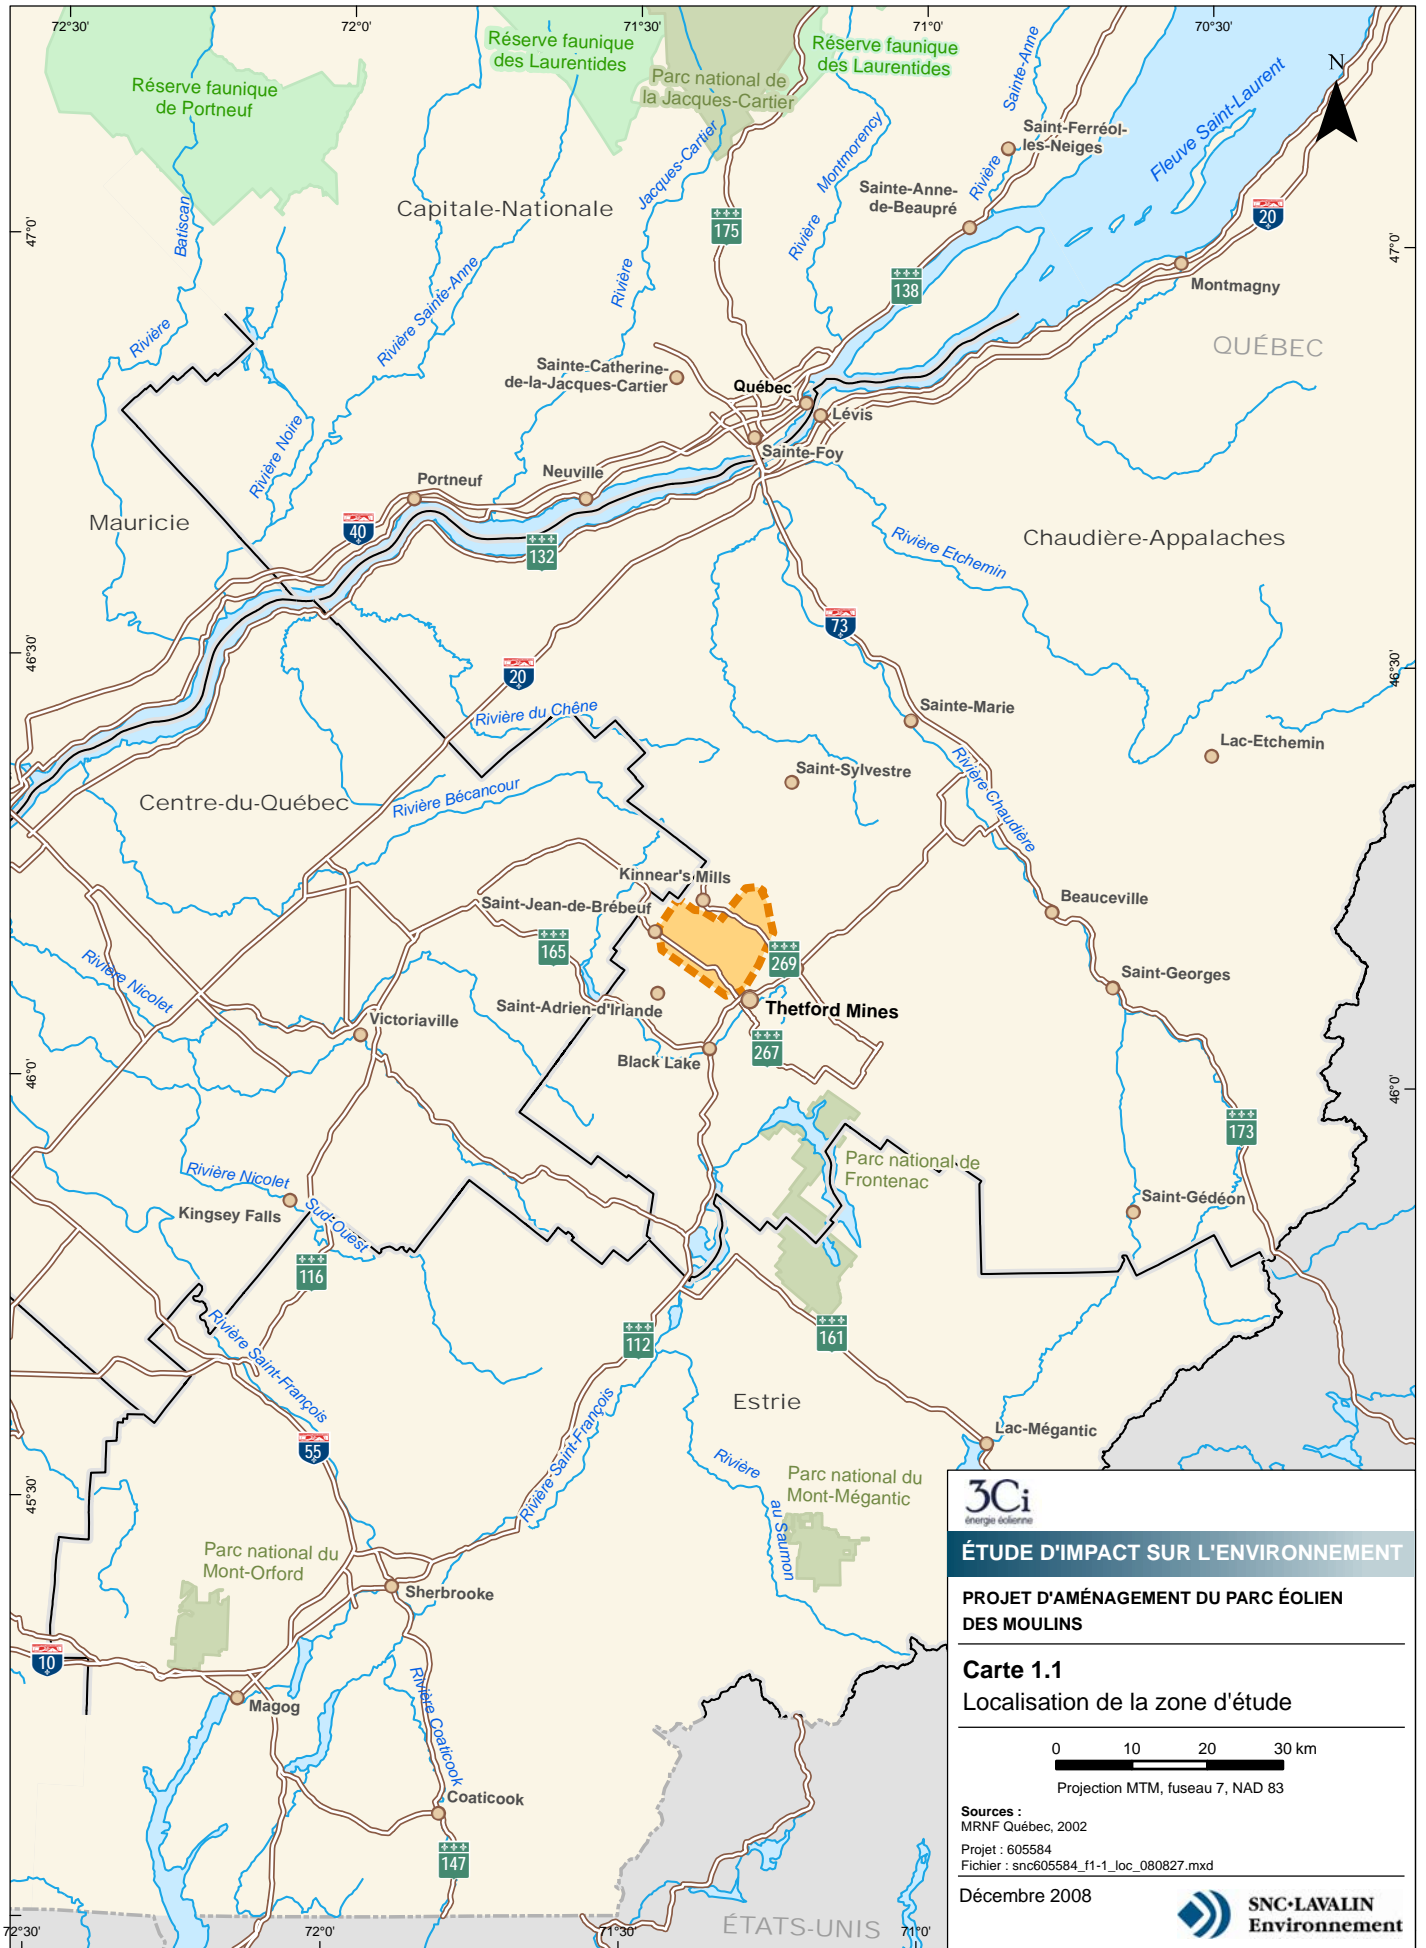 72°30'
72°0'
71°30'
71°0'
70°30'
Réserve faunique
des Laurentides
Réserve faunique
des Laurentides
Parc national de
la Jacques-Cartier
Réserve faunique
de Portneuf
N
Fleuve Saint-Laurent
Sainte-Anne
Rivière
Saint-Ferréol-
les-Neiges
Montmorency
Rivière
Jacques-Cartier
Rivière
Sainte-Anne-
de-Beaupré
Capitale-Nationale
Batiscan
Rivière
175
20
47°0'
47°0'
138
Montmagny
Rivière Sainte-Anne
QUÉBEC
Sainte-Catherine-
de-la-Jacques-Cartier
Québec
Lévis
Sainte-Foy
Rivière Noire
Portneuf
Neuville
Mauricie
40
132
Rivière Etchemin
Chaudière-Appalaches
73
46°30'
46°30'
20
Rivière du Chêne
Sainte-Marie
Lac-Etchemin
Saint-Sylvestre
Rivière Chaudière
Centre-du-Québec
Rivière Bécancour
Kinnear's Mills
Saint-Jean-de-Brébeuf
Beauceville
165
269
Rivière Nicolet
Saint-Georges
Saint-Adrien-d'Irlande
Thetford Mines
Victoriaville
Black Lake
267
46°0'
46°0'
173
Parc national de
Frontenac
Rivière Nicolet
Sud-Ouest
Kingsey Falls
Saint-Gédéon
116
Rivière Saint-François
112
161
Estrie
Rivière Saint-François
Lac-Mégantic
55
Rivière
au Saumon
Parc national du
Mont-Mégantic
45°30'
Parc national du
Mont-Orford
Sherbrooke
10
Magog
Rivière Coaticook
Coaticook
147
ÉTATS-UNIS
72°30'
72°0'
71°30'
71°0'
3Ci
énergie éolienne
ÉTUDE D'IMPACT SUR L'ENVIRONNEMENT
PROJET D'AMÉNAGEMENT DU PARC ÉOLIEN
DES MOULINS
Carte 1.1
Localisation de la zone d'étude
0 10 20 30 km
Projection MTM, fuseau 7, NAD 83
Sources :
MRNF Québec, 2002
Projet : 605584
Fichier : snc605584_f1-1_loc_080827.mxd
Décembre 2008
SNC•LAVALIN
Environnement